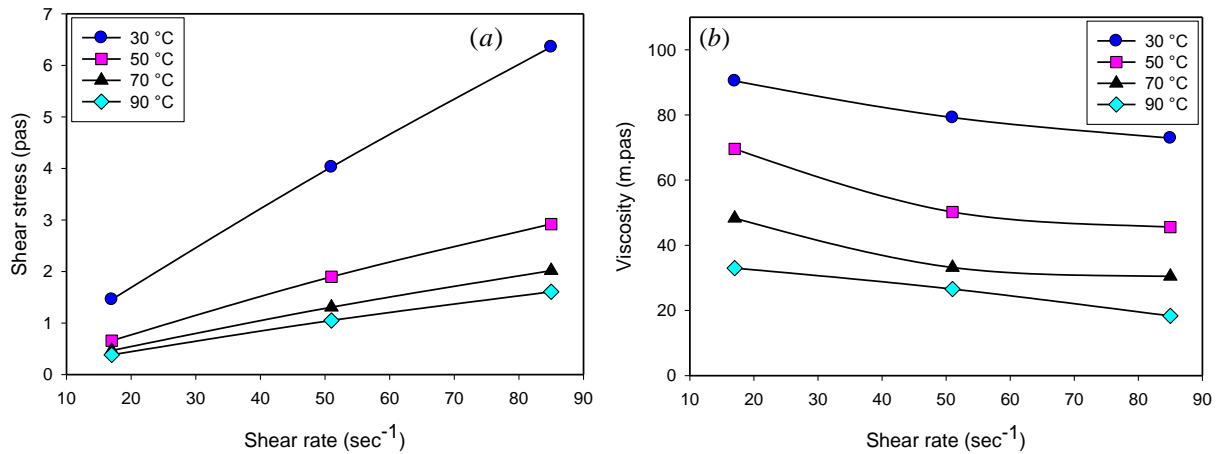 (a)
30 °C
50 °C
70 °C
90 °C
Shear stress (pas)
7
6
5
4
3
2
1
0
10 20 30 40 50 60 70 80 90
Shear rate (sec-1)
(b)
30 °C
50 °C
70 °C
90 °C
Viscosity (m.pas)
100
80
60
40
20
0
10 20 30 40 50 60 70 80 90
Shear rate (sec-1)